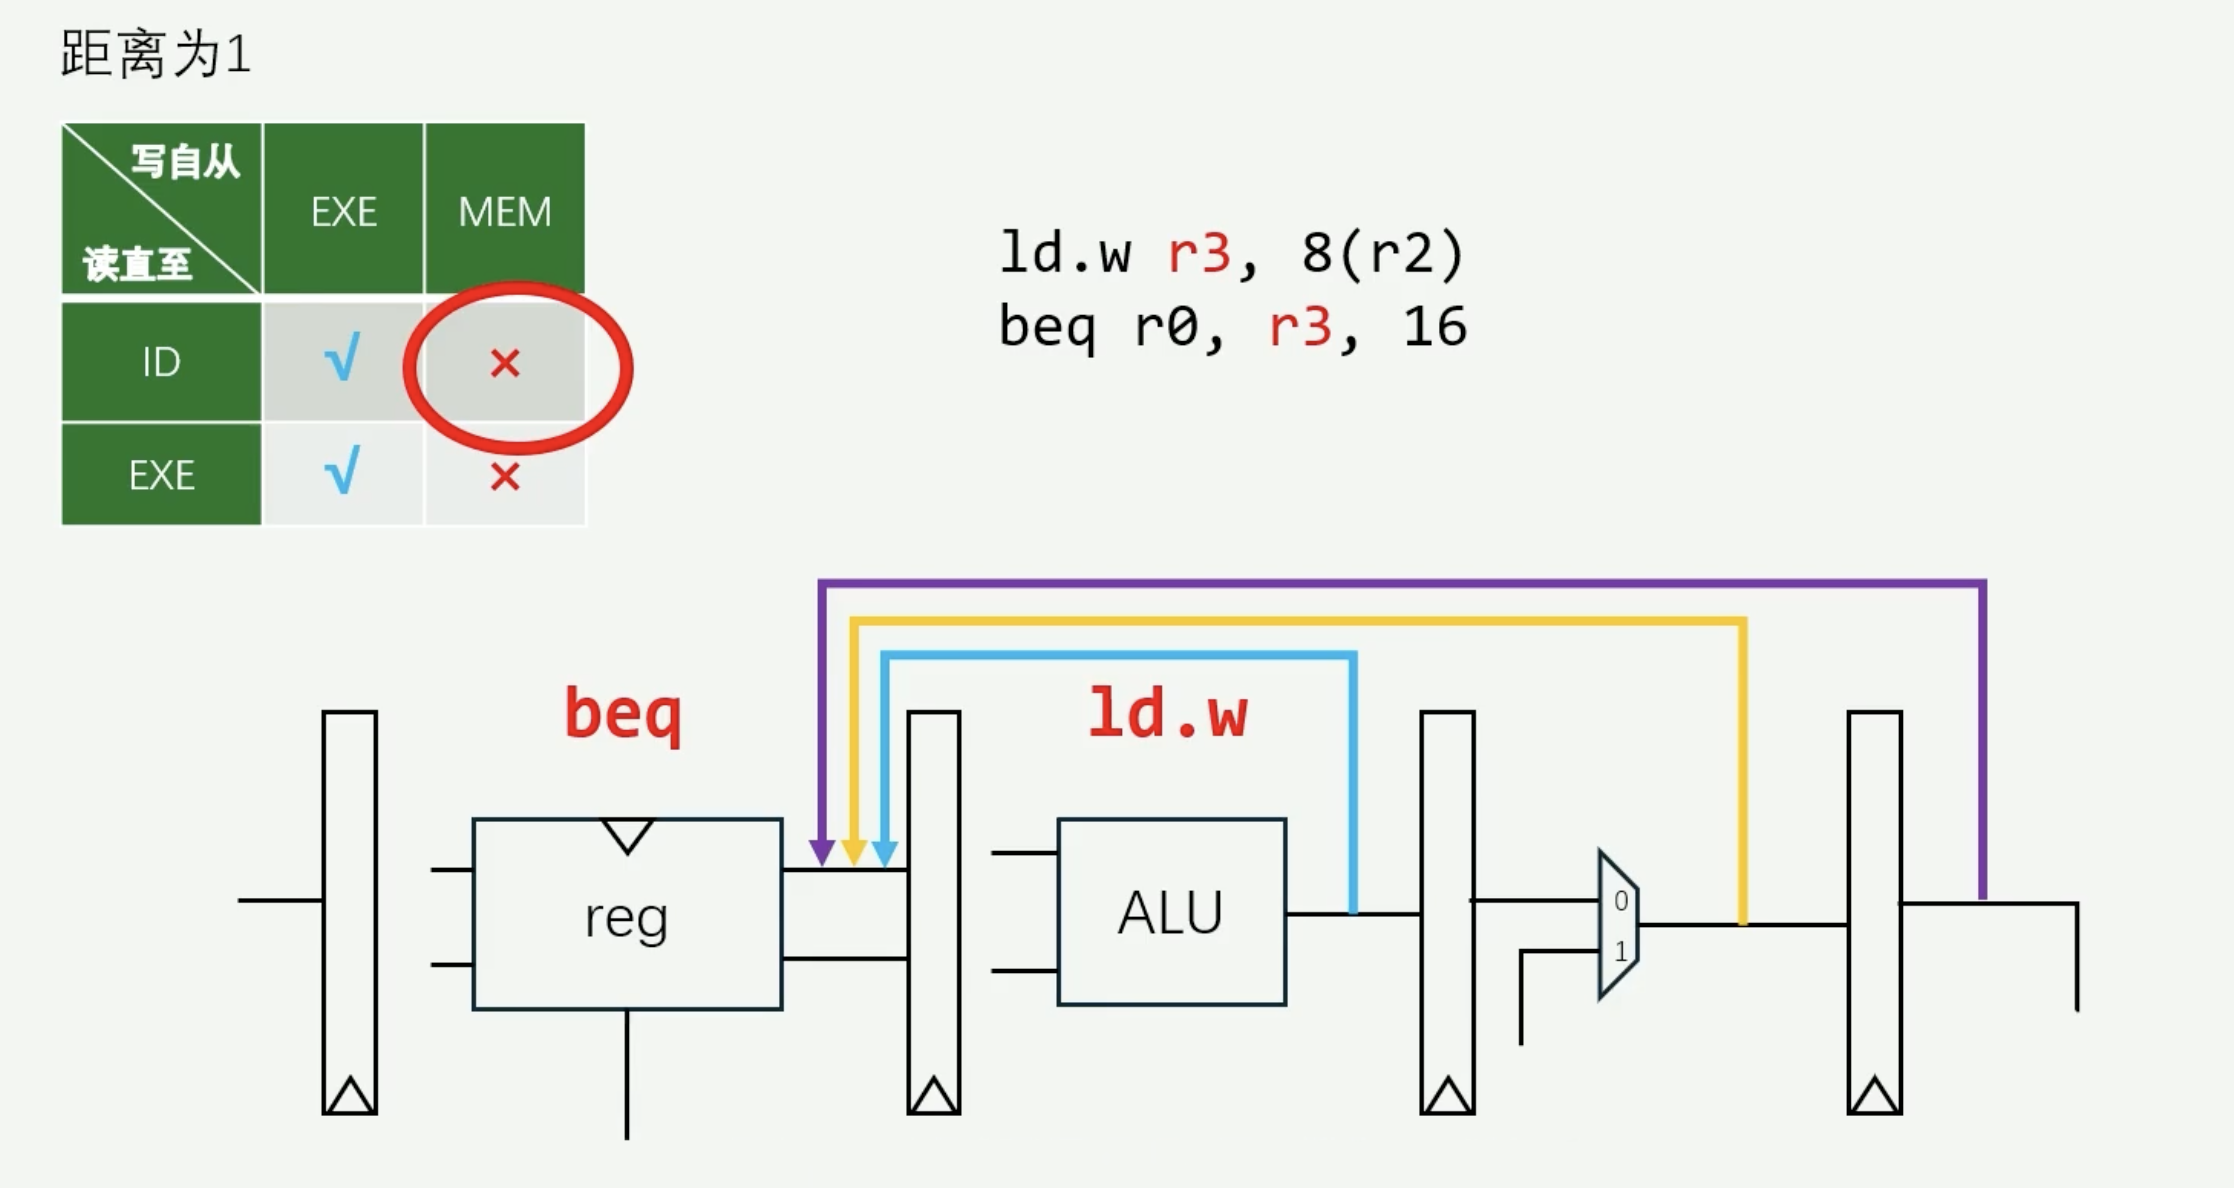 距离为1
写自从
读直至
EXE
MEM
ID
√
×
EXE
√
×
ld.w r3, 8(r2)
beq r0, r3, 16
beq
ld.w
reg
ALU
0
1